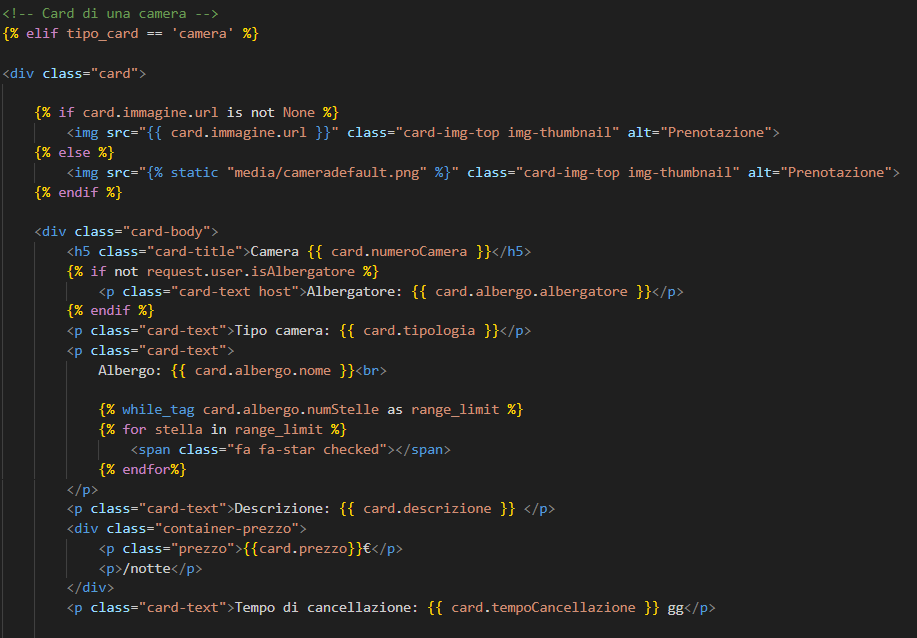 <!-- Card di una camera -->
{% elif tipo_card == 'camera' %}
<div class="card">
{% if card.immagine.url is not None %}
<img src="{{ card.immagine.url }}" class="card-img-top img-thumbnail" alt="Prenotazione">
{% else %}
<img src="{% static "media/cameradefault.png" %}" class="card-img-top img-thumbnail" alt="Prenotazione">
{% endif %}
<div class="card-body">
<h5 class="card-title">Camera {{ card.numeroCamera }}</h5>
{% if not request.user.isAlbergatore %}
<p class="card-text host">Albergatore: {{ card.albergo.albergatore }}</p>
{% endif %}
<p class="card-text">Tipo camera: {{ card.tipologia }}</p>
<p class="card-text">
Albergo: {{ card.albergo.nome }}<br>
{% while_tag card.albergo.numStelle as range_limit %}
{% for stella in range_limit %}
<span class="fa fa-star checked"></span>
{% endfor%}
</p>
<p class="card-text">Descrizione: {{ card.descrizione }} </p>
<div class="container-prezzo">
<p class="prezzo">{{card.prezzo}}€</p>
<p>/notte</p>
</div>
<p class="card-text">Tempo di cancellazione: {{ card.tempoCancellazione }} gg</p>